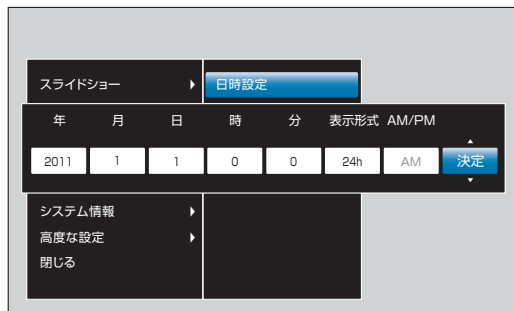 スライドショー 日時設定
年 月 日 時 分 表示形式 AM/PM
2011 1 1 0 0 24h AM 決定
システム情報
高度な設定
閉じる